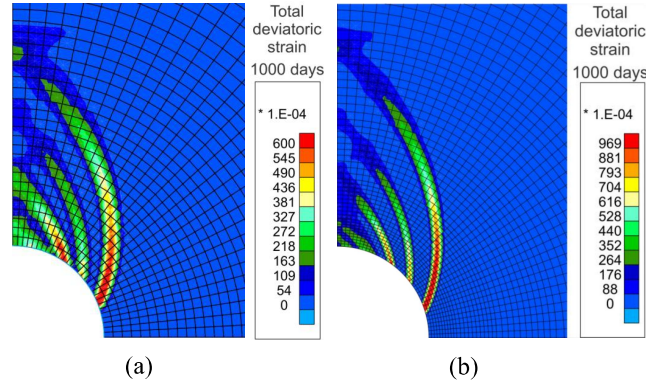 Total
deviatoric
strain
1000 days
* 1.E-04
600
545
490
436
381
327
272
218
163
109
54
0
(a)
Total
deviatoric
strain
1000 days
* 1.E-04
969
881
793
704
616
528
440
352
264
176
88
0
(b)